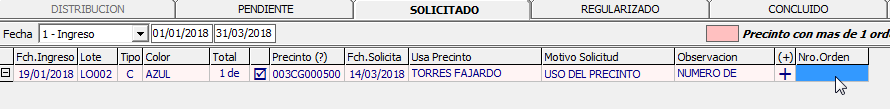 DISTRIBUCION PENDIENTE SOLICITADO REGULARIZADO CONCLUIDO
Fecha 1 - Ingreso 01/01/2018 31/03/2018 Precinto con mas de 1 orde
Fch.Ingreso Lote Tipo Color Total Precinto (?) Fch.Solicita Usa Precinto Motivo Solicitud Observacion (+) Nro.Orden
19/01/2018 LO002 C AZUL 1 de 003CG000500 14/03/2018 TORRES FAJARDO USO DEL PRECINTO NUMERO DE +